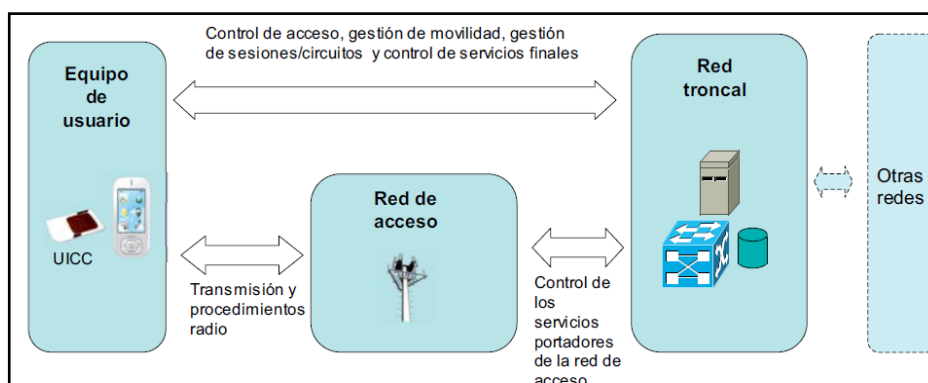 Control de acceso, gestión de movilidad, gestión
de sesiones/circuitos y control de servicios finales
Equipo
de
usuario
UICC
Red de
acceso
Transmisión y
procedimientos
radio
Control de
los
servicios
portadores
de la red de
acceso
Red
troncal
Otras
redes